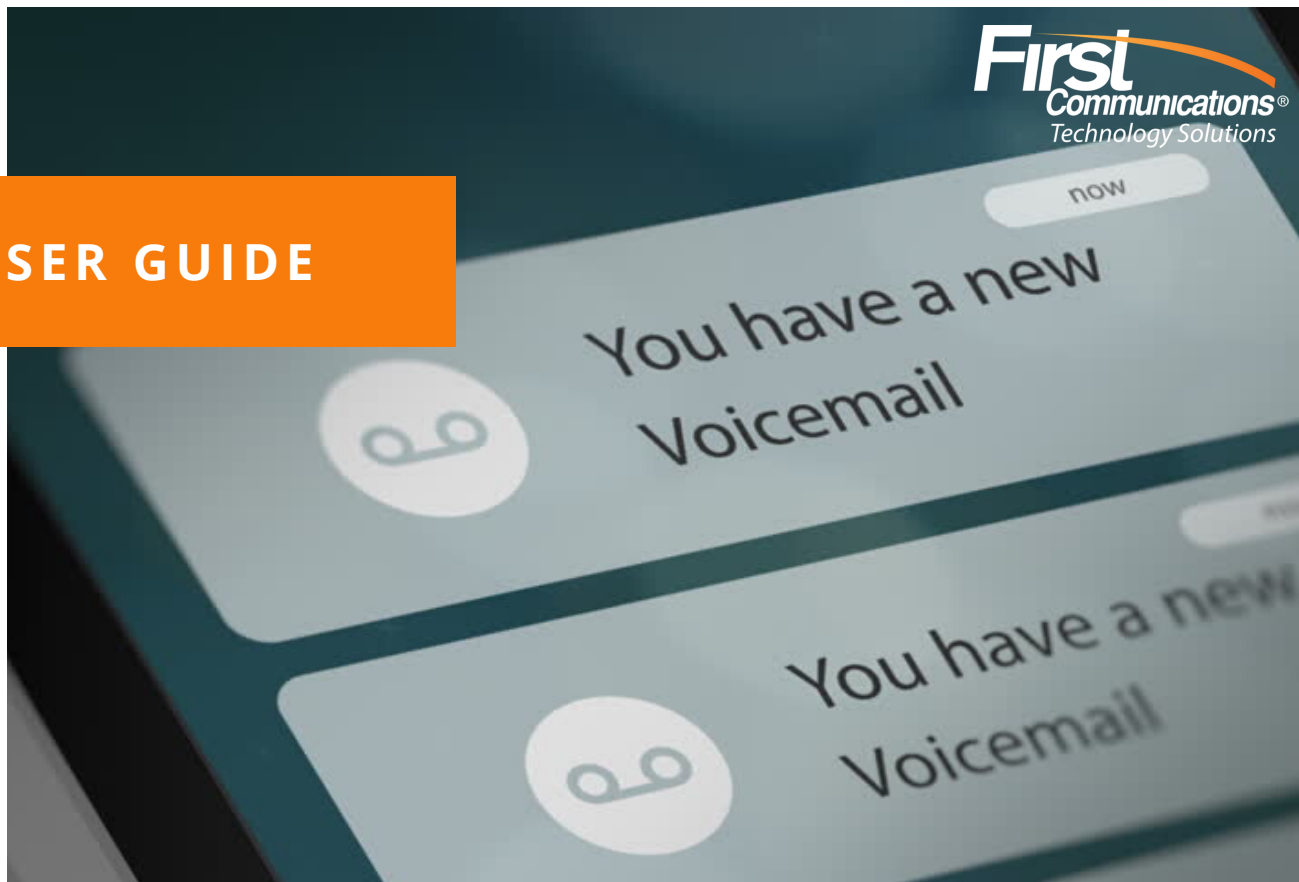 First
Communications®
Technology Solutions
now
SER GUIDE
You have a new
Voicemail
You have a new
Voicemail